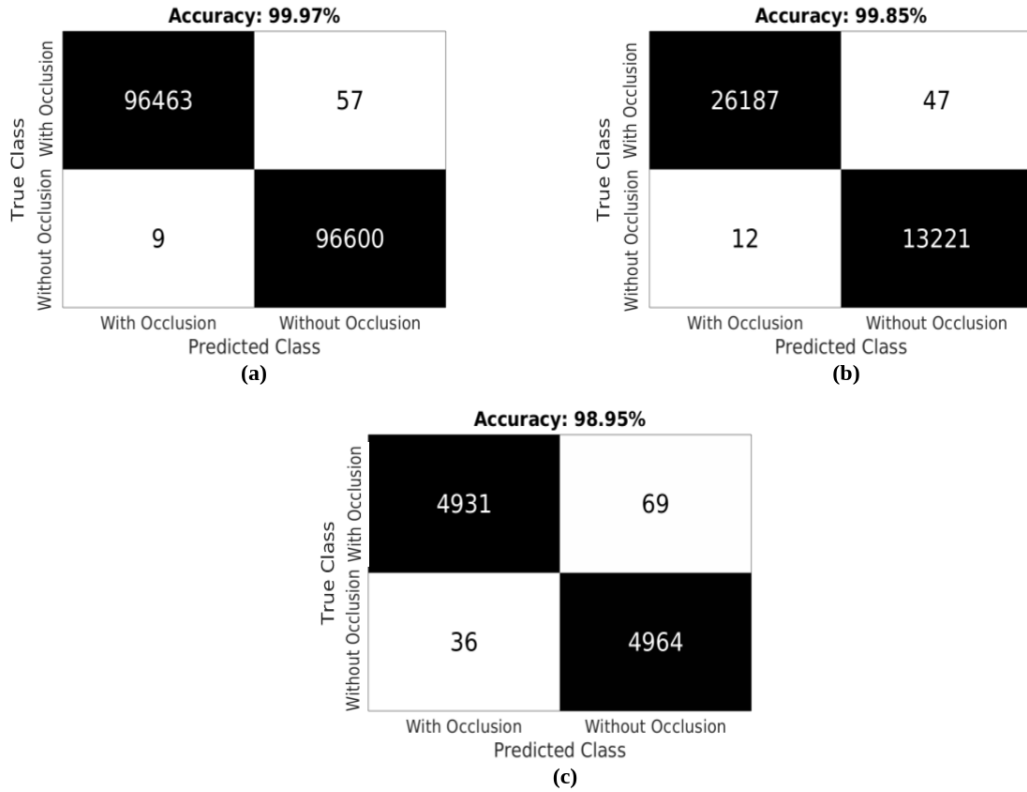 Accuracy: 99.97%
True Class
With Occlusion
Without Occlusion
96463 57
9 96600
With Occlusion Without Occlusion
Predicted Class
(a)
Accuracy: 99.85%
True Class
With Occlusion
Without Occlusion
26187 47
12 13221
With Occlusion Without Occlusion
Predicted Class
(b)
Accuracy: 98.95%
True Class
With Occlusion
Without Occlusion
4931 69
36 4964
With Occlusion Without Occlusion
Predicted Class
(c)